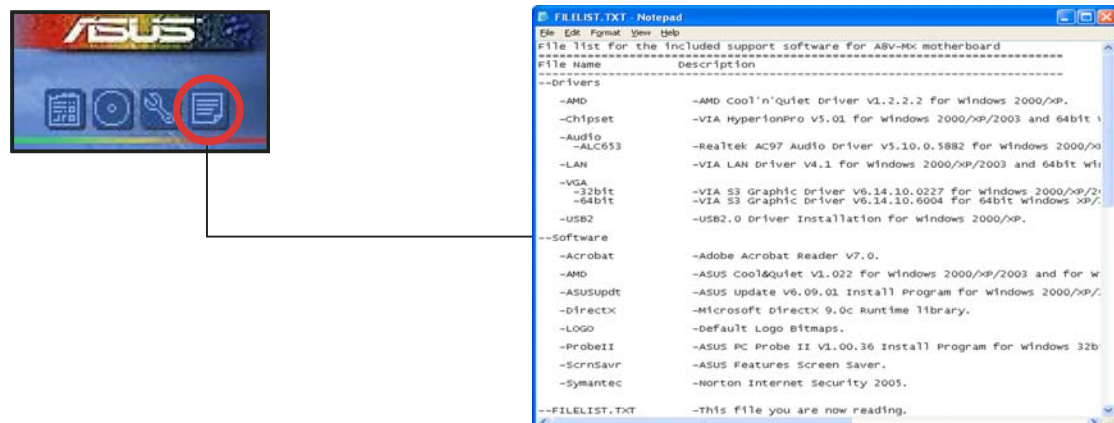 ASUS
FILELIST.TXT - Notepad
File Edit Format View Help
File list for the included support software for A8V-MX motherboard
==========================================================================
File Name Description
==========================================================================
--Drivers
-AMD -AMD Cool'n'Quiet Driver V1.2.2.2 for Windows 2000/XP.
-Chipset -VIA HyperionPro V5.01 for Windows 2000/XP/2003 and 64bit
-Audio
-ALC653 -Realtek AC97 Audio Driver V5.10.0.5882 for Windows 2000/X
-LAN -VIA LAN Driver V4.1 for Windows 2000/XP/2003 and 64bit Wi
-VGA
-32bit -VIA S3 Graphic Driver V6.14.10.0227 for Windows 2000/XP/2
-64bit -VIA S3 Graphic Driver V6.14.10.6004 for 64bit Windows XP/
-USB2 -USB2.0 Driver Installation for Windows 2000/XP.
--Software
-Acrobat -Adobe Acrobat Reader V7.0.
-AMD -ASUS Cool&Quiet V1.022 for Windows 2000/XP/2003 and for W
-ASUSUpdt -ASUS Update V6.09.01 Install Program for Windows 2000/XP/
-DirectX -Microsoft DirectX 9.0c Runtime library.
-LOGO -Default Logo Bitmaps.
-ProbeII -ASUS PC Probe II V1.00.36 Install Program for Windows 32b
-ScrnSavr -ASUS Features Screen Saver.
-Symantec -Norton Internet Security 2005.
--FILELIST.TXT -This file you are now reading.